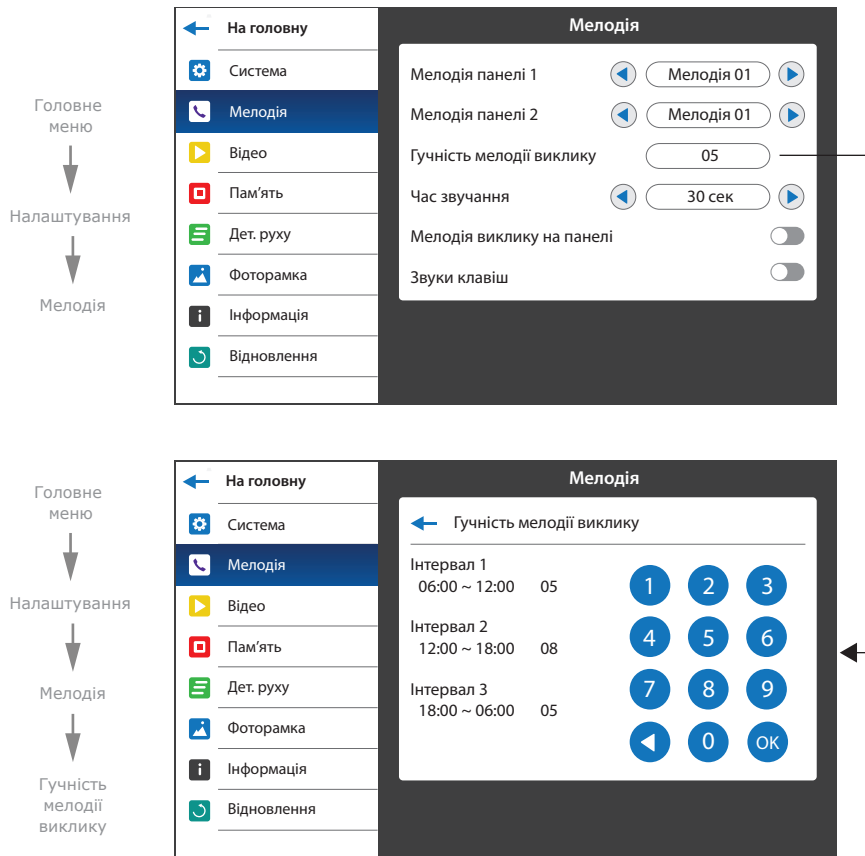 Головне
меню
Налаштування
Мелодія
На головну
Система
Мелодія
Відео
Пам'ять
Дет. руху
Фоторамка
Інформація
Відновлення
Мелодія
Мелодія панелі 1 Мелодія 01
Мелодія панелі 2 Мелодія 01
Гучність мелодії виклику 05
Час звучання 30 сек
Мелодія виклику на панелі
Звуки клавіш
Головне
меню
Налаштування
Мелодія
Гучність
мелодії
виклику
На головну
Система
Мелодія
Відео
Пам'ять
Дет. руху
Фоторамка
Інформація
Відновлення
Мелодія
Гучність мелодії виклику
Інтервал 1
06:00 ~ 12:00 05
Інтервал 2
12:00 ~ 18:00 08
Інтервал 3
18:00 ~ 06:00 05
1 2 3
4 5 6
7 8 9
0 OK